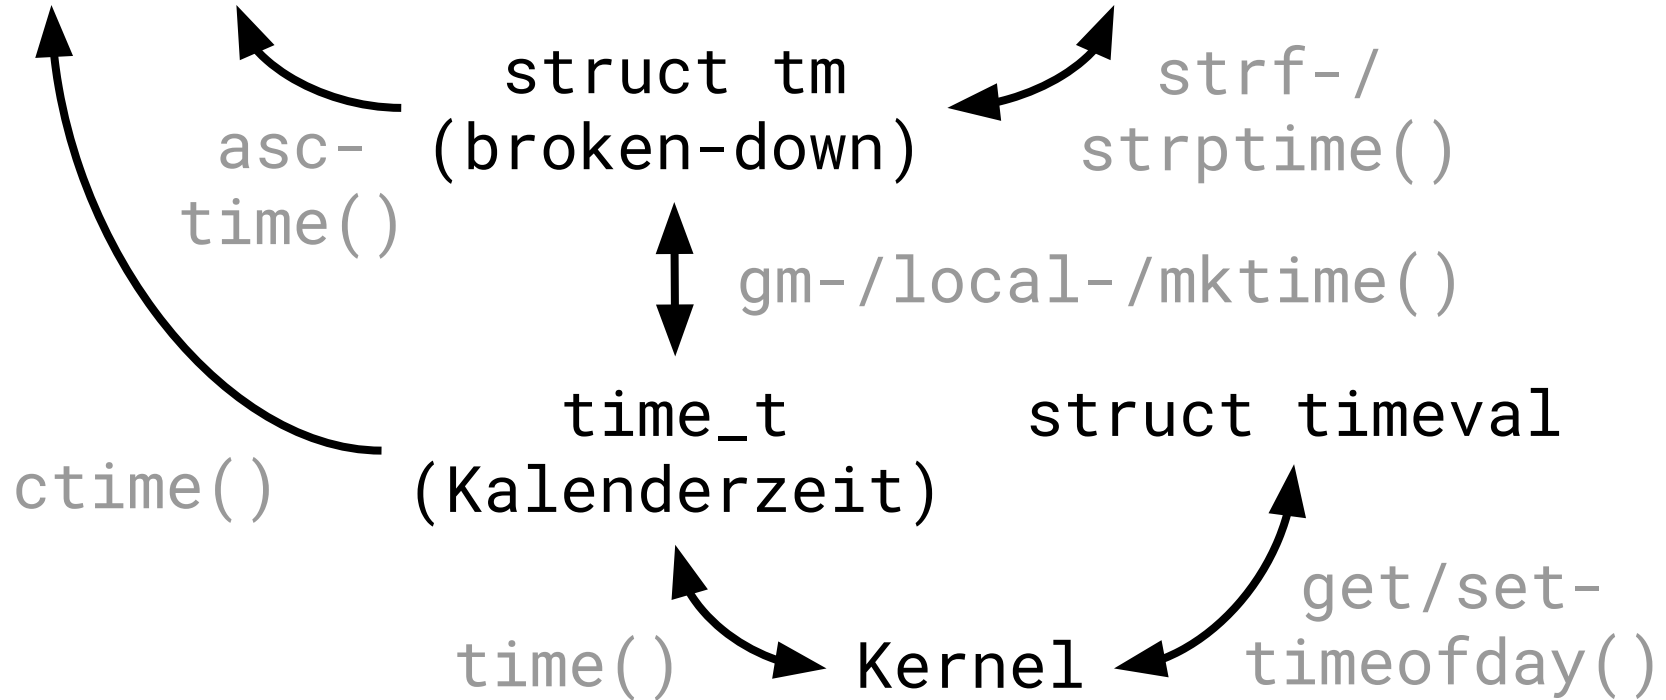 struct tm
(broken-down)
strf-/
strptime()
asc-
time()
gm-/local-/mktime()
time_t
(Kalenderzeit)
struct timeval
ctime()
get/set-
timeofday()
time()
Kernel